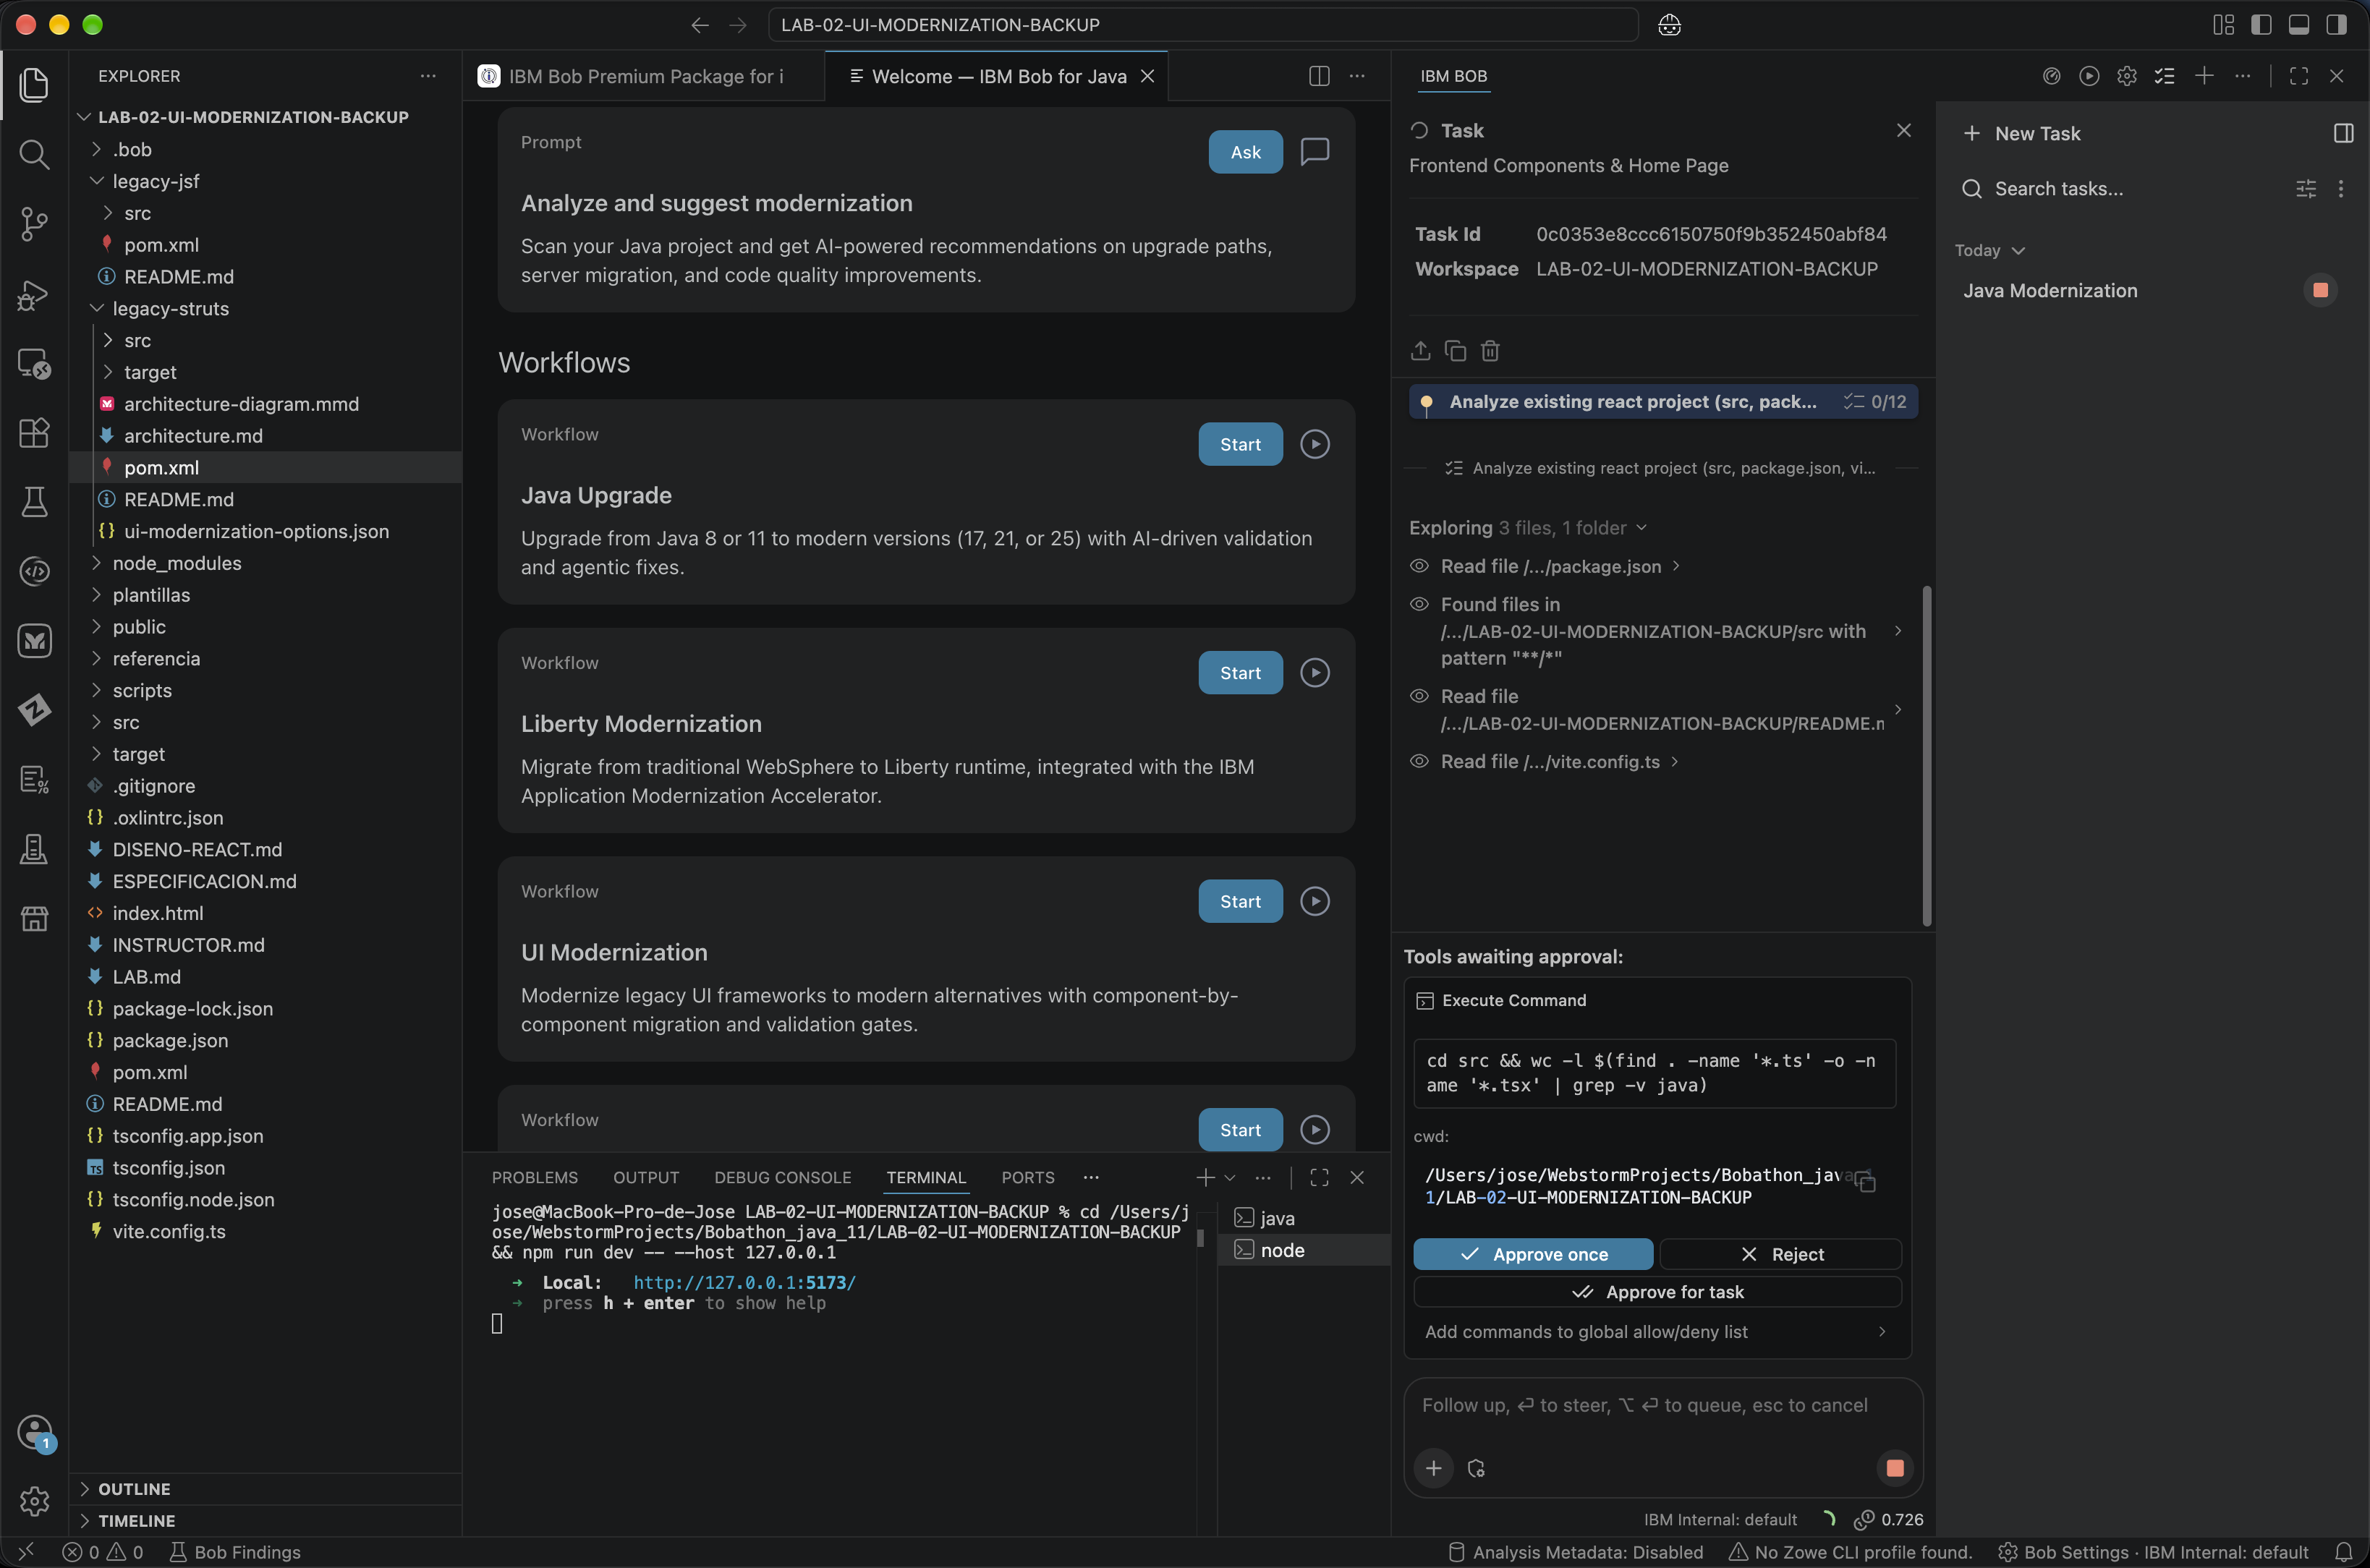 LAB-02-UI-MODERNIZATION-BACKUP
EXPLORER
LAB-02-UI-MODERNIZATION-BACKUP
.bob
legacy-jsf
src
pom.xml
README.md
legacy-struts
src
target
architecture-diagram.mmd
architecture.md
pom.xml
README.md
ui-modernization-options.json
node_modules
plantillas
public
referencia
scripts
src
target
.gitignore
.oxlintrc.json
DISENO-REACT.md
ESPECIFICACION.md
index.html
INSTRUCTOR.md
LAB.md
package-lock.json
package.json
pom.xml
README.md
tsconfig.app.json
tsconfig.json
tsconfig.node.json
vite.config.ts
OUTLINE
TIMELINE
1
IBM Bob Premium Package for i
Welcome — IBM Bob for Java
Prompt
Ask
Analyze and suggest modernization
Scan your Java project and get AI-powered recommendations on upgrade paths,
server migration, and code quality improvements.
Workflows
Workflow
Start
Java Upgrade
Upgrade from Java 8 or 11 to modern versions (17, 21, or 25) with AI-driven validation
and agentic fixes.
Workflow
Start
Liberty Modernization
Migrate from traditional WebSphere to Liberty runtime, integrated with the IBM
Application Modernization Accelerator.
Workflow
Start
UI Modernization
Modernize legacy UI frameworks to modern alternatives with component-by-
component migration and validation gates.
Workflow
Start
PROBLEMS OUTPUT DEBUG CONSOLE TERMINAL PORTS
jose@MacBook-Pro-de-Jose LAB-02-UI-MODERNIZATION-BACKUP % cd /Users/j
ose/WebstormProjects/Bobathon_java_11/LAB-02-UI-MODERNIZATION-BACKUP
&& npm run dev -- --host 127.0.0.1
➜ Local: http://127.0.0.1:5173/
➜ press h + enter to show help
java
node
IBM BOB
Task
Frontend Components & Home Page
Task Id 0c0353e8ccc6150750f9b352450abf84
Workspace LAB-02-UI-MODERNIZATION-BACKUP
Analyze existing react project (src, pack... 0/12
Analyze existing react project (src, package.json, vi...
Exploring 3 files, 1 folder
Read file /.../package.json
Found files in
/.../LAB-02-UI-MODERNIZATION-BACKUP/src with
pattern "**/*"
Read file
/.../LAB-02-UI-MODERNIZATION-BACKUP/README.m
Read file /.../vite.config.ts
Tools awaiting approval:
Execute Command
cd src && wc -l $(find . -name '*.ts' -o -n
ame '*.tsx' | grep -v java)
cwd:
/Users/jose/WebstormProjects/Bobathon_java_1
1/LAB-02-UI-MODERNIZATION-BACKUP
Approve once
Reject
Approve for task
Add commands to global allow/deny list
Follow up, ↵ to steer, ⌥ ↵ to queue, esc to cancel
IBM Internal: default 0.726
New Task
Search tasks...
Today
Java Modernization
0 0 Bob Findings
Analysis Metadata: Disabled No Zowe CLI profile found. Bob Settings · IBM Internal: default